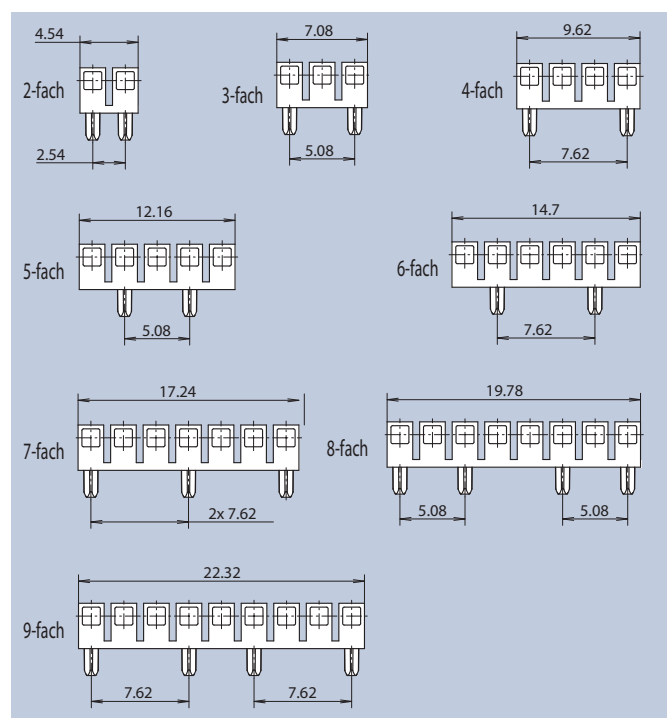 4.54
2-fach
2.54
7.08
3-fach
5.08
9.62
4-fach
7.62
12.16
5-fach
5.08
14.7
6-fach
7.62
17.24
7-fach
2x 7.62
19.78
8-fach
5.08 5.08
22.32
9-fach
7.62 7.62